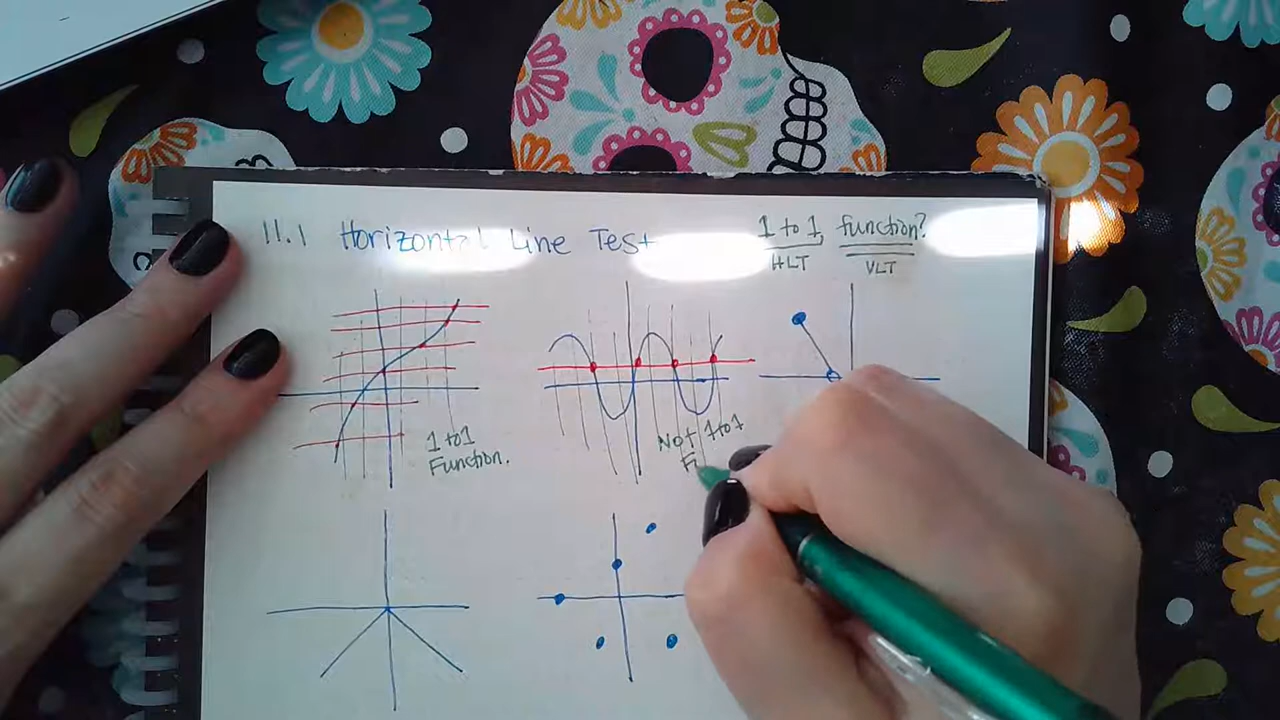 11.1 Horizontal Line Test
1 to 1, function?
HLT VLT
1 to 1
Function.
Not 1 to 1
F